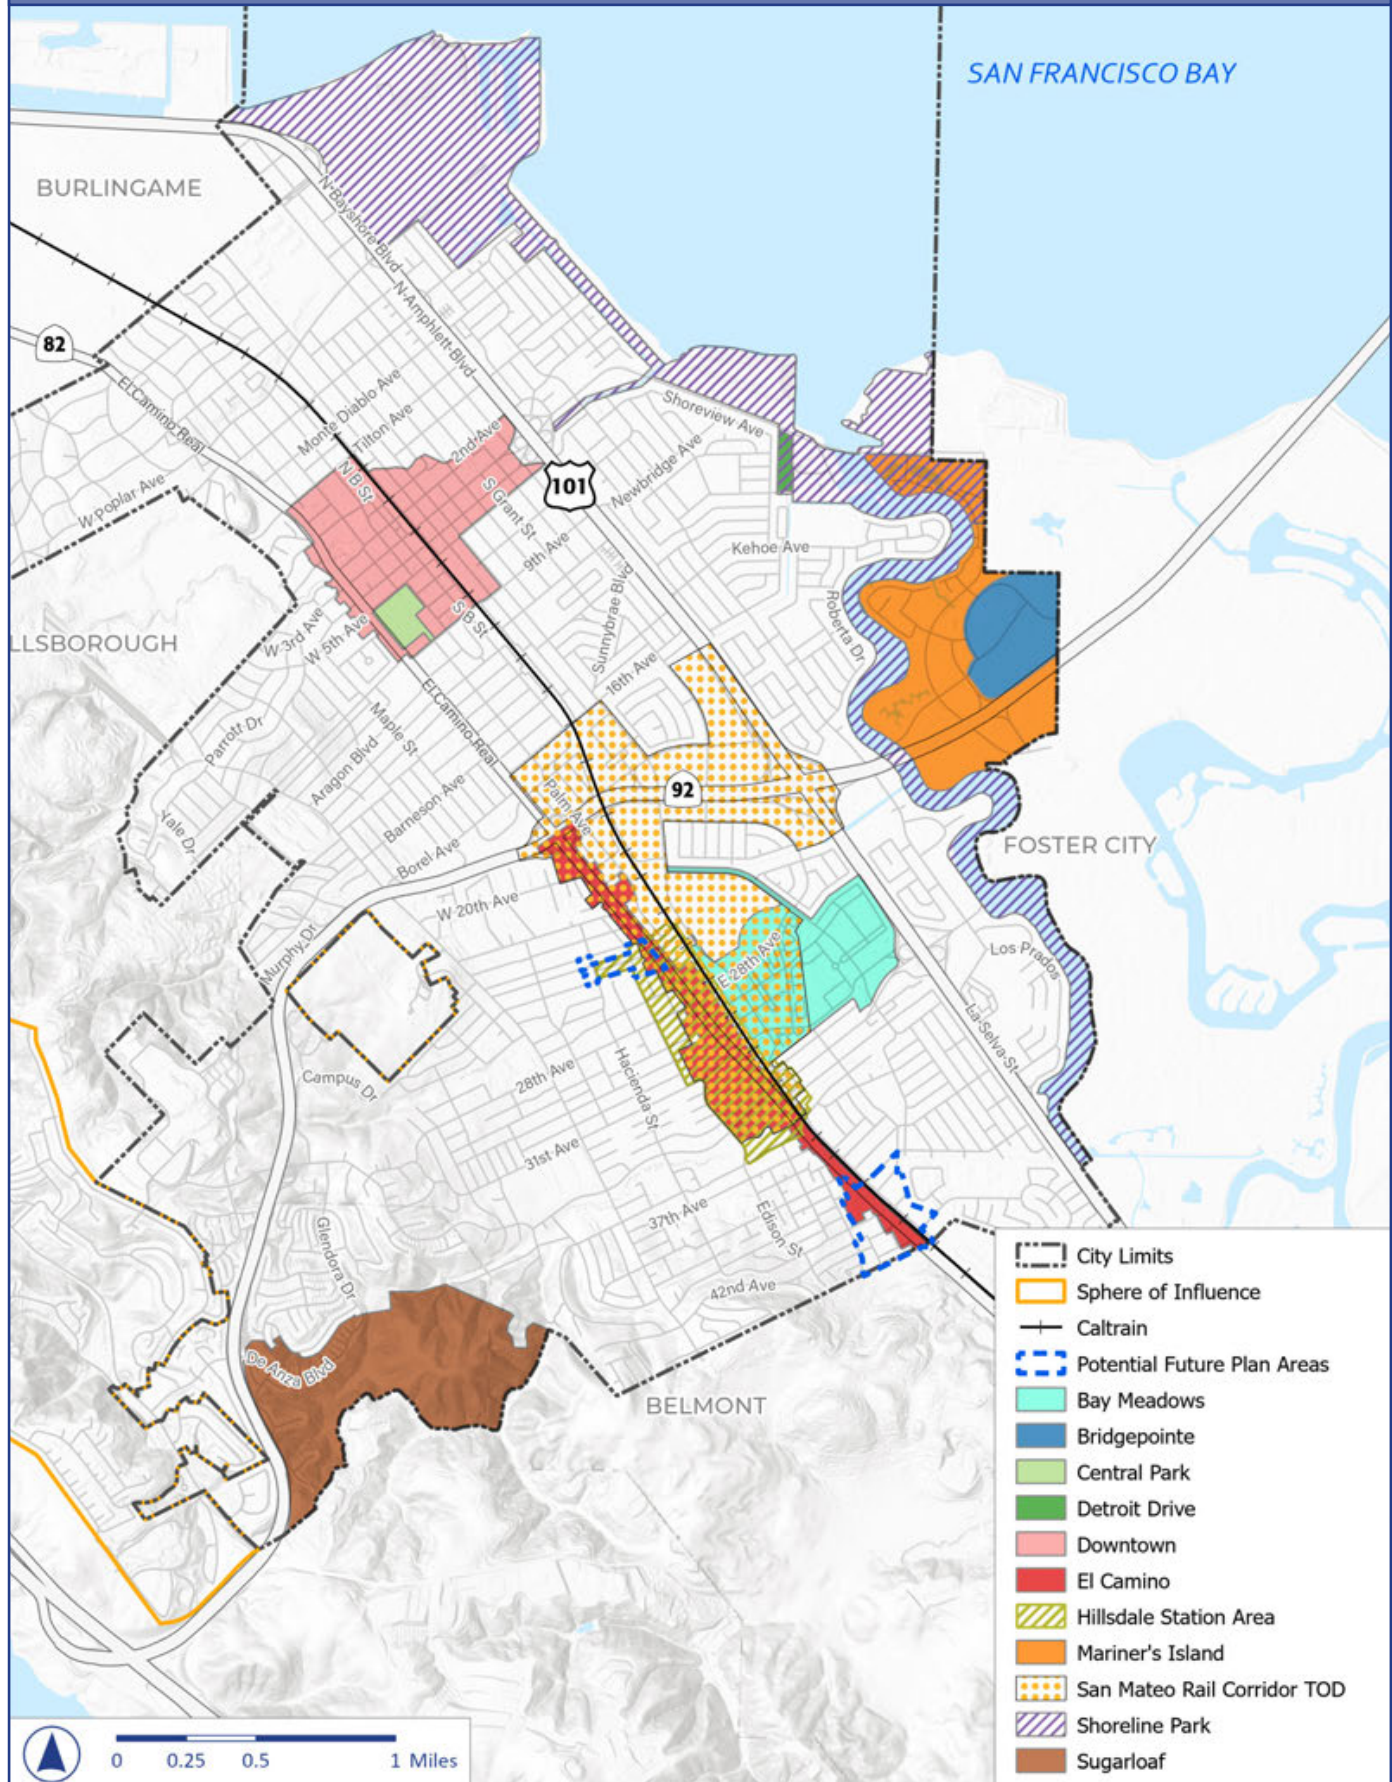 SAN FRANCISCO BAY
BURLINGAME
N Bayshore Blvd
N Amphlett Blvd
82
El Camino Real
Monte Diablo Ave
Tilton Ave
2nd Ave
N B St
Shoreview Ave
Newbridge Ave
101
S Grant St
9th Ave
W Poplar Ave
Kehoe Ave
Sunnybrae Blvd
Roberta Dr
LLSBOROUGH
W 3rd Ave
W 5th Ave
S B St
16th Ave
El Camino Real
Maple St
Parrott Dr
Aragon Blvd
Barneson Ave
Palm Ave
92
Yale Dr
Borel Ave
FOSTER CITY
W 20th Ave
Murphy Dr
E 28th Ave
Los Prados
La Selva St
Campus Dr
28th Ave
Hacienda St
31st Ave
37th Ave
Edison St
Glendora Dr
42nd Ave
De Anza Blvd
BELMONT
City Limits
Sphere of Influence
Caltrain
Potential Future Plan Areas
Bay Meadows
Bridgepointe
Central Park
Detroit Drive
Downtown
El Camino
Hillsdale Station Area
Mariner's Island
San Mateo Rail Corridor TOD
Shoreline Park
Sugarloaf
0 0.25 0.5 1 Miles